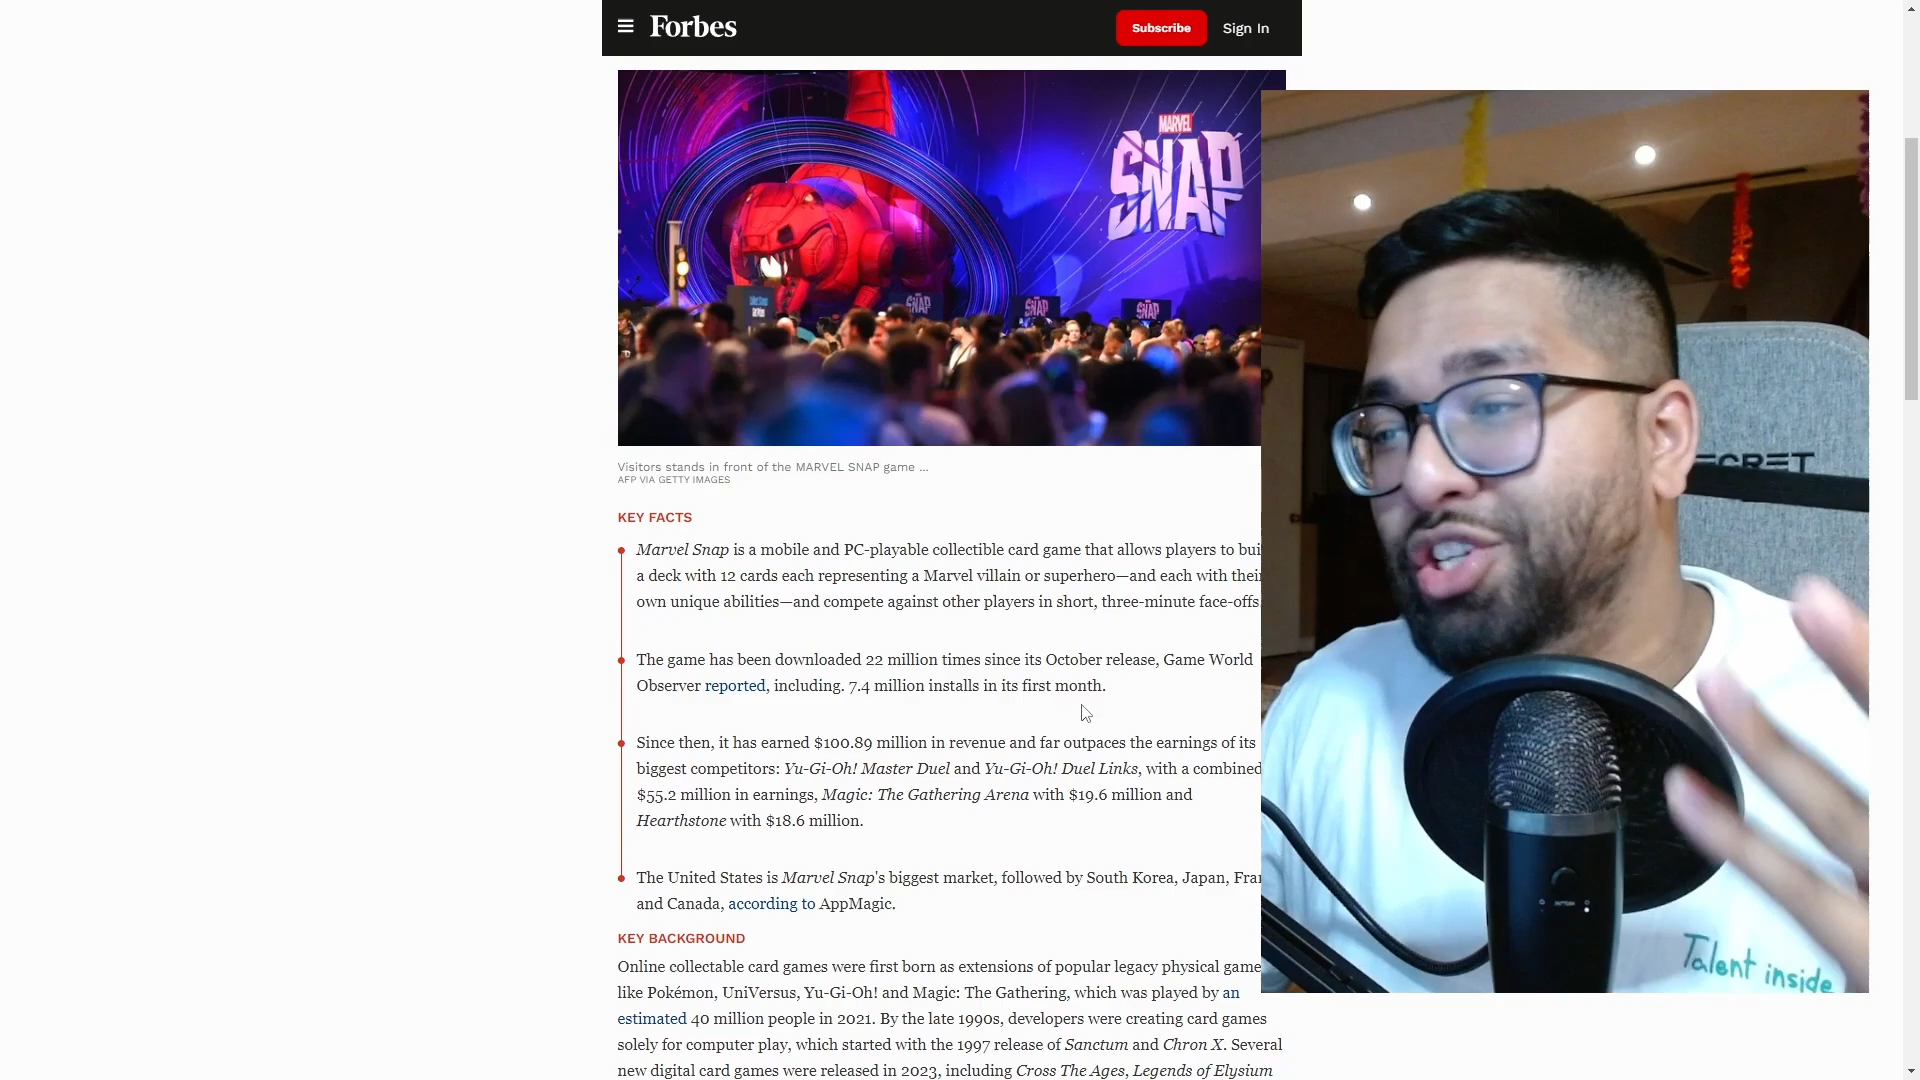 Forbes
Subscribe
Sign In
MARVEL
SNAP
SNAP
SNAP
SNAP
Visitors stands in front of the MARVEL SNAP game ...
AFP VIA GETTY IMAGES
KEY FACTS
Marvel Snap is a mobile and PC-playable collectible card game that allows players to bui
a deck with 12 cards each representing a Marvel villain or superhero—and each with thei
own unique abilities—and compete against other players in short, three-minute face-offs
The game has been downloaded 22 million times since its October release, Game World
Observer reported, including. 7.4 million installs in its first month.
Since then, it has earned $100.89 million in revenue and far outpaces the earnings of its
biggest competitors: Yu-Gi-Oh! Master Duel and Yu-Gi-Oh! Duel Links, with a combined
$55.2 million in earnings, Magic: The Gathering Arena with $19.6 million and
Hearthstone with $18.6 million.
The United States is Marvel Snap's biggest market, followed by South Korea, Japan, Fra
and Canada, according to AppMagic.
KEY BACKGROUND
Online collectable card games were first born as extensions of popular legacy physical game
like Pokémon, UniVersus, Yu-Gi-Oh! and Magic: The Gathering, which was played by an
estimated 40 million people in 2021. By the late 1990s, developers were creating card games
solely for computer play, which started with the 1997 release of Sanctum and Chron X. Several
new digital card games were released in 2023, including Cross The Ages, Legends of Elysium
ECRET
Talent inside